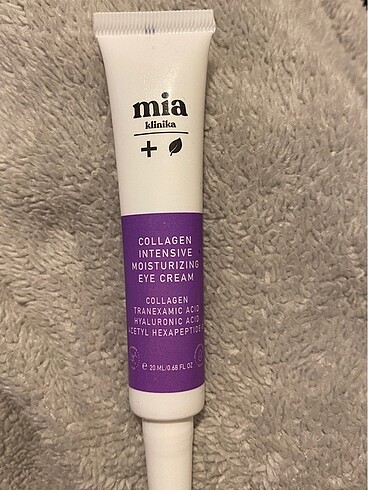 mia
klinika
COLLAGEN
INTENSIVE
MOISTURIZING
EYE CREAM
COLLAGEN
TRANEXAMIC ACID
HYALURONIC ACID
ACETYL HEXAPEPTIDE
℮ 20 ML/0.68 FL OZ